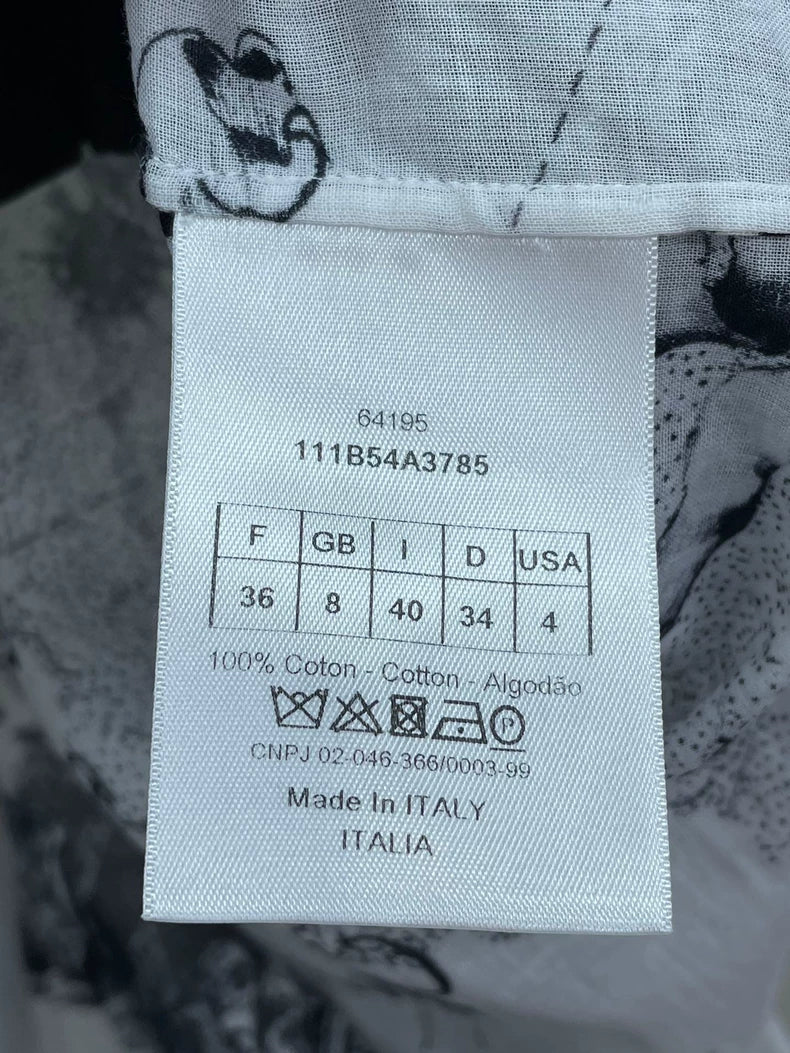 64195
111B54A3785
F GB I D USA
36 8 40 34 4
100% Coton - Cotton - Algodão
P
CNPJ 02-046-366/0003-99
Made In ITALY
ITALIA